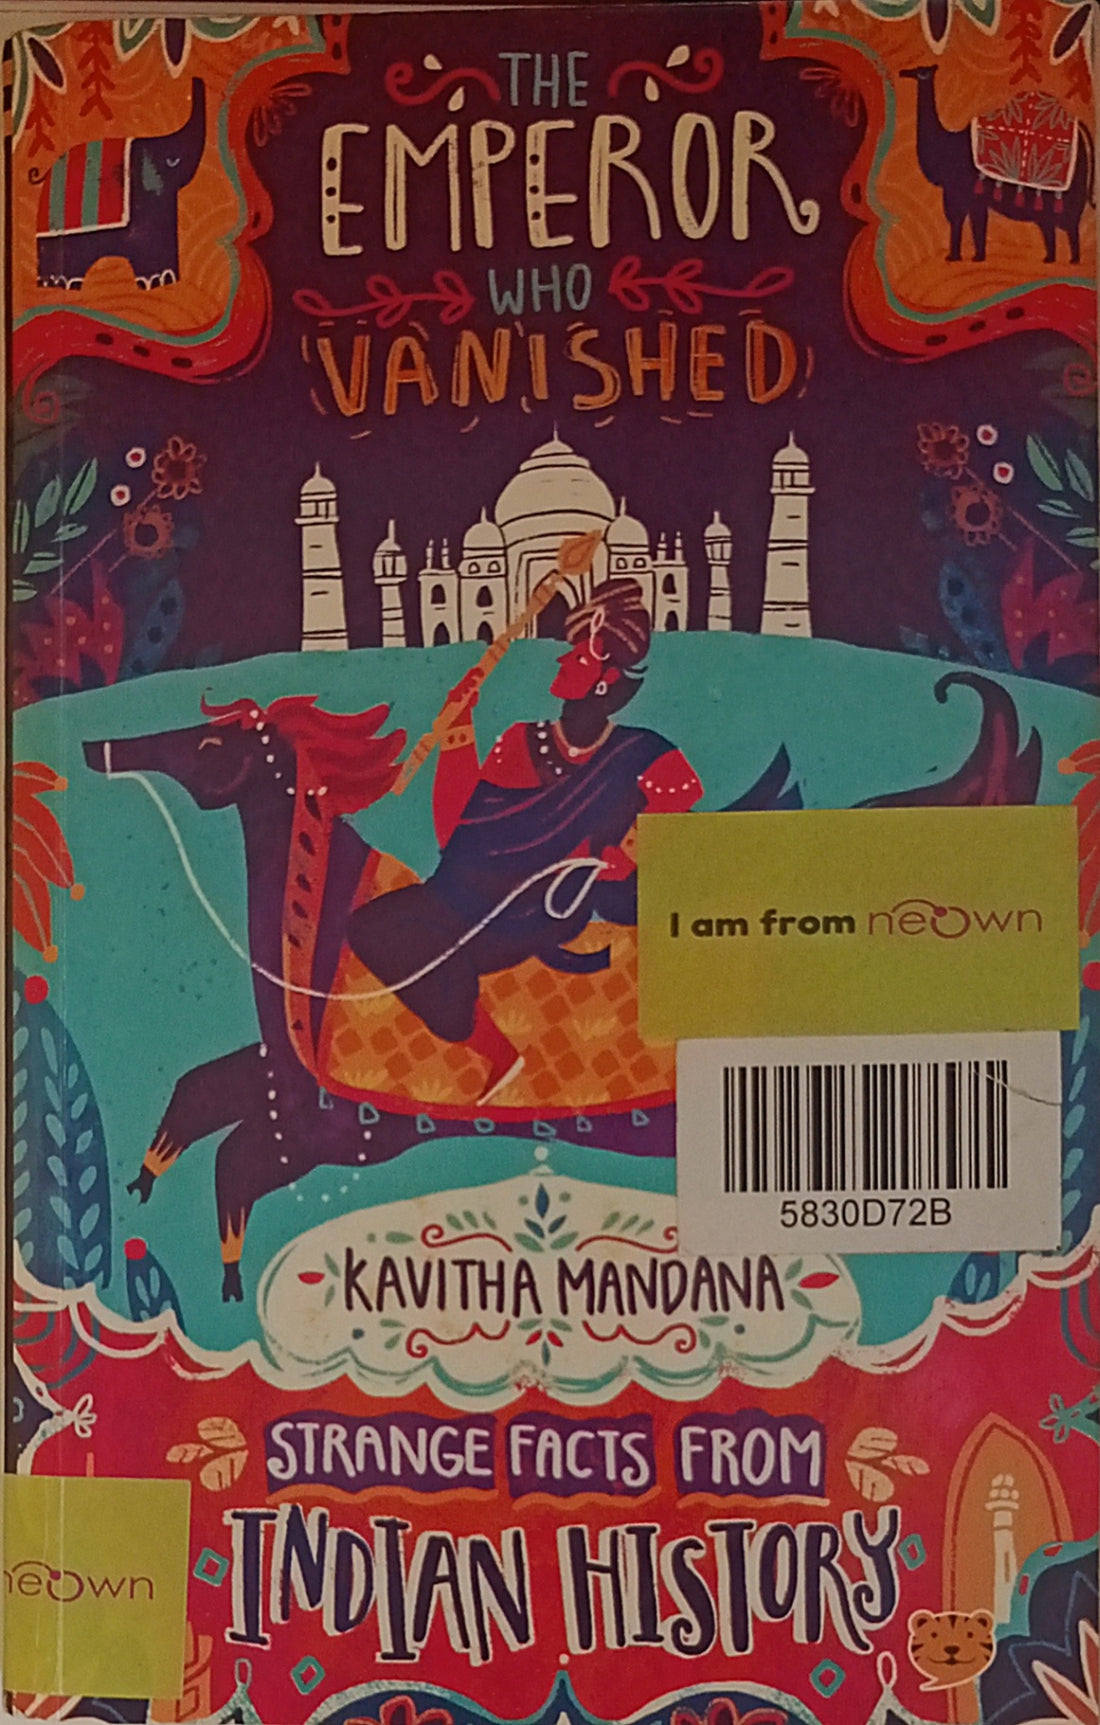 THE
EMPEROR
WHO
VANISHED
I am from neown
5830D72B
KAVITHA MANDANA
STRANGE FACTS FROM
INDIAN HISTORY
neown